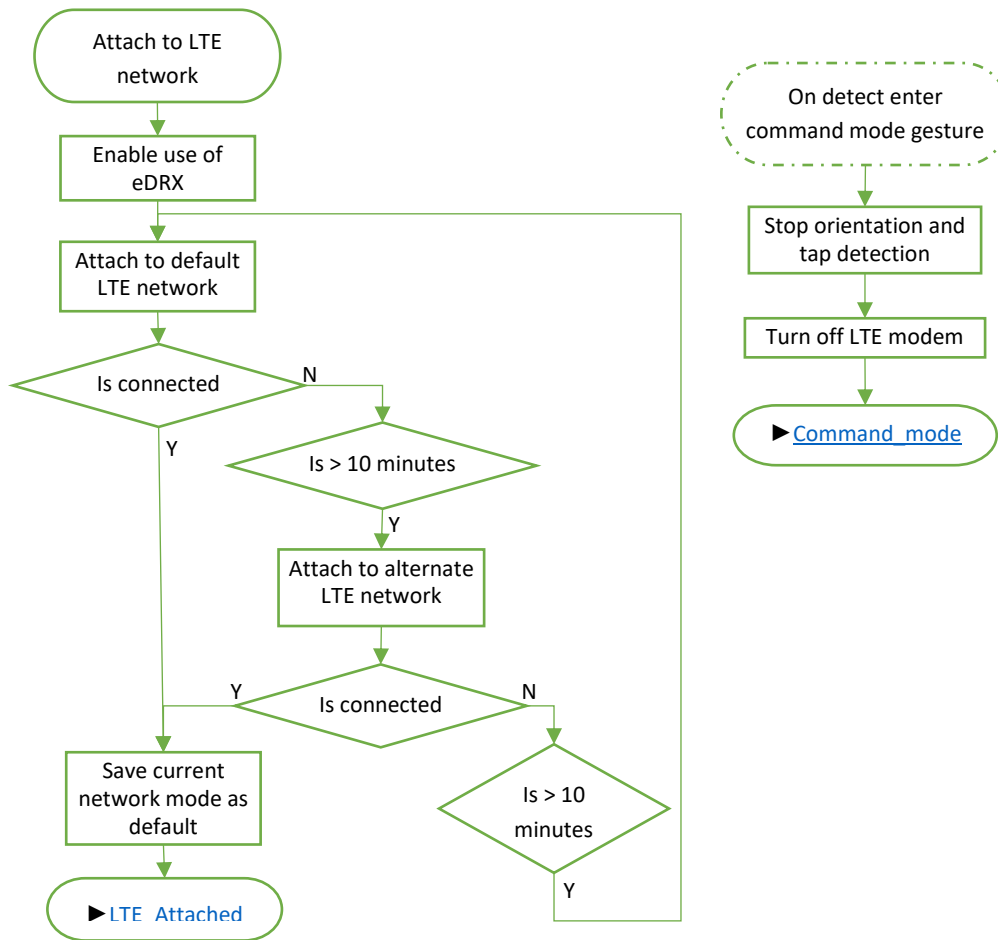 Attach to LTE
network
Enable use of
eDRX
Attach to default
LTE network
Is connected
N
Y
Is > 10 minutes
Y
Attach to alternate
LTE network
Y
Is connected
N
Save current
network mode as
default
Is > 10
minutes
Y
►LTE_Attached
On detect enter
command mode gesture
Stop orientation and
tap detection
Turn off LTE modem
►Command_mode